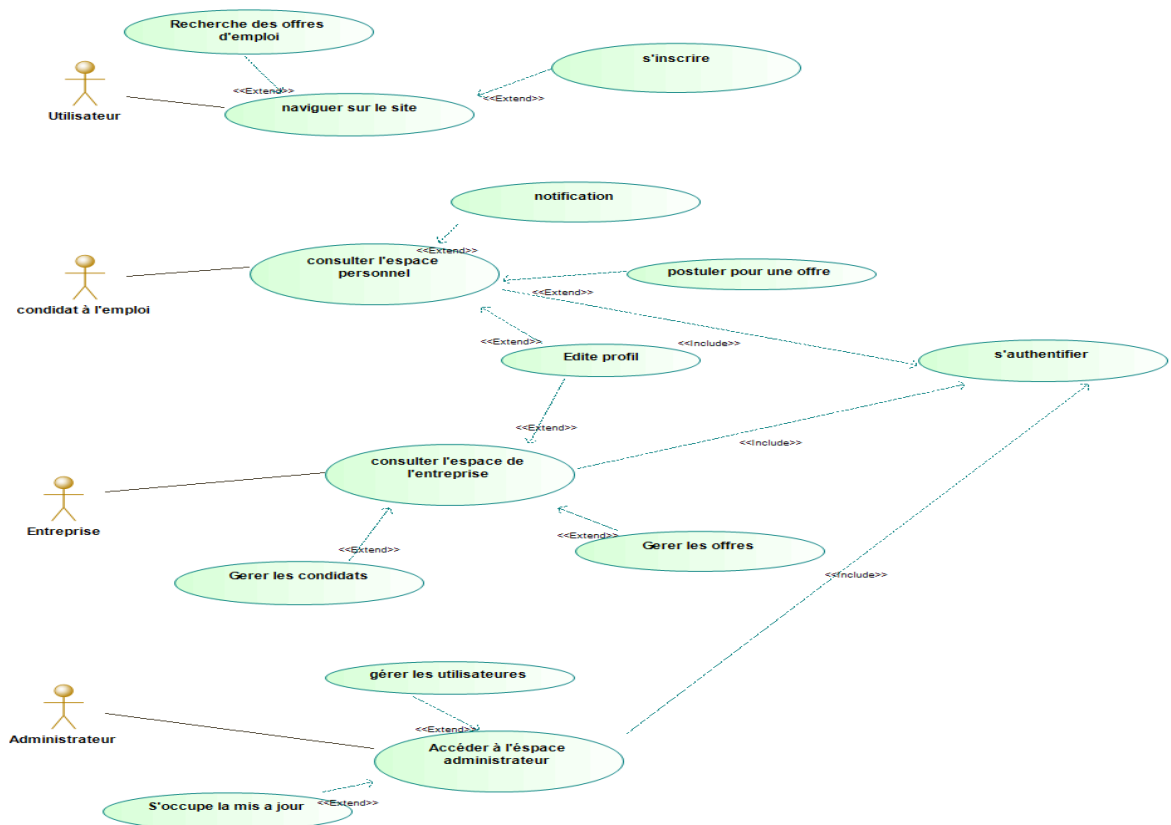 Recherche des offres
d'emploi
s'inscrire
<<Extend>>
<<Extend>>
naviguer sur le site
Utilisateur
notification
<<Extend>>
consulter l'espace
personnel
postuler pour une offre
<<Extend>>
condidat à l'emploi
<<Extend>>
<<Include>>
Edite profil
s'authentifier
<<Extend>>
<<Include>>
consulter l'espace de
l'entreprise
Entreprise
<<Extend>>
Gerer les offres
<<Extend>>
Gerer les condidats
<<Include>>
gérer les utilisateures
<<Extend>>
Administrateur
Accéder à l'éspace
administrateur
S'occupe la mis a jour
<<Extend>>